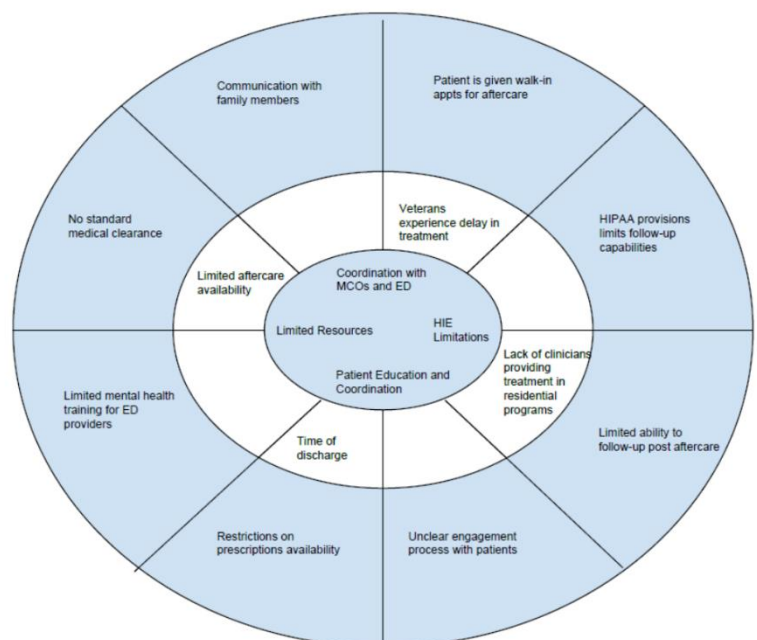 Communication with
family members
Patient is given walk-in
appts for aftercare
No standard
medical clearance
Veterans
experience delay in
treatment
HIPAA provisions
limits follow-up
capabilities
Limited aftercare
availability
Coordination with
MCOs and ED
Limited Resources
HIE
Limitations
Patient Education and
Coordination
Lack of clinicians
providing
treatment in
residential
programs
Limited mental health
training for ED
providers
Time of
discharge
Limited ability to
follow-up post aftercare
Restrictions on
prescriptions availability
Unclear engagement
process with patients